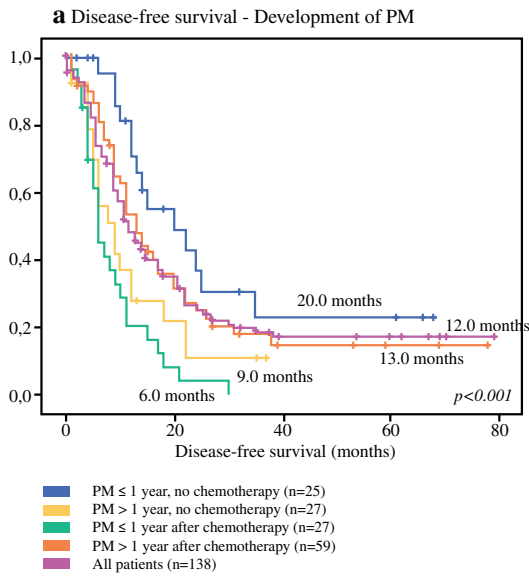 a Disease-free survival - Development of PM
1,0
0,8
0,6
0,4
0,2
0,0
20.0 months
12.0 months
13.0 months
9.0 months
6.0 months
p<0.001
0 20 40 60 80
Disease-free survival (months)
PM ≤ 1 year, no chemotherapy (n=25)
PM > 1 year, no chemotherapy (n=27)
PM ≤ 1 year after chemotherapy (n=27)
PM > 1 year after chemotherapy (n=59)
All patients (n=138)